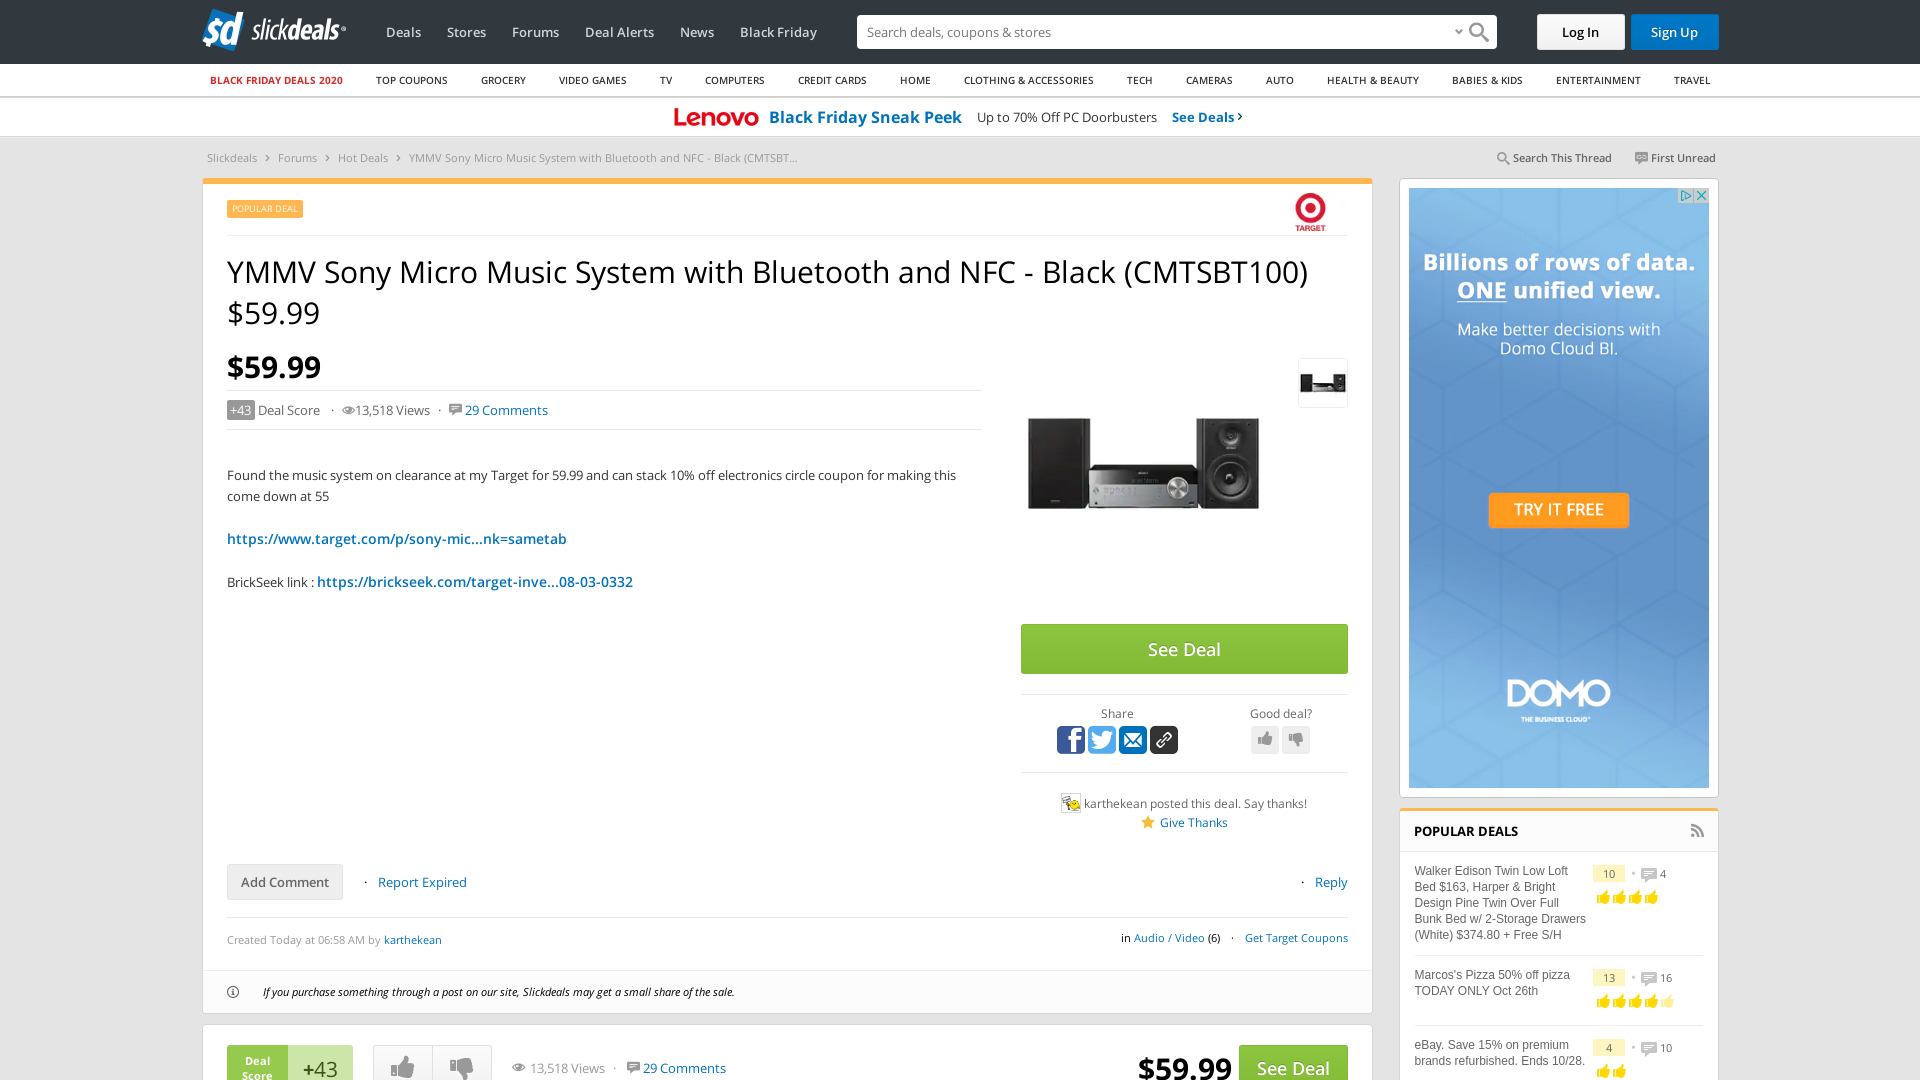 slickdeals
Deals
Stores
Forums
Deal Alerts
News
Black Friday
Search deals, coupons & stores
Log In
Sign Up
BLACK FRIDAY DEALS 2020
TOP COUPONS
GROCERY
VIDEO GAMES
TV
COMPUTERS
CREDIT CARDS
HOME
CLOTHING & ACCESSORIES
TECH
CAMERAS
AUTO
HEALTH & BEAUTY
BABIES & KIDS
ENTERTAINMENT
TRAVEL
Lenovo Black Friday Sneak Peek Up to 70% Off PC Doorbusters See Deals ›
Slickdeals › Forums › Hot Deals › YMMV Sony Micro Music System with Bluetooth and NFC - Black (CMTSBT...
Search This Thread
First Unread
POPULAR DEAL
TARGET
YMMV Sony Micro Music System with Bluetooth and NFC - Black (CMTSBT100)
$59.99
$59.99
+43 Deal Score · 13,518 Views · 29 Comments
Found the music system on clearance at my Target for 59.99 and can stack 10% off electronics circle coupon for making this
come down at 55
https://www.target.com/p/sony-mic...nk=sametab
BrickSeek link : https://brickseek.com/target-inve...08-03-0332
See Deal
Share
Good deal?
karthekean posted this deal. Say thanks!
Give Thanks
Add Comment
· Report Expired
· Reply
Created Today at 06:58 AM by karthekean
in Audio / Video (6) · Get Target Coupons
If you purchase something through a post on our site, Slickdeals may get a small share of the sale.
Deal
Score
+43
13,518 Views · 29 Comments
$59.99
See Deal
Billions of rows of data.
ONE unified view.
Make better decisions with
Domo Cloud BI.
TRY IT FREE
DOMO
THE BUSINESS CLOUD
POPULAR DEALS
Walker Edison Twin Low Loft
Bed $163, Harper & Bright
Design Pine Twin Over Full
Bunk Bed w/ 2-Storage Drawers
(White) $374.80 + Free S/H
10 • 4
Marcos's Pizza 50% off pizza
TODAY ONLY Oct 26th
13 • 16
eBay. Save 15% on premium
brands refurbished. Ends 10/28.
4 • 10